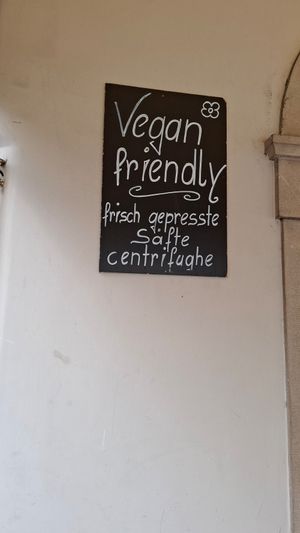 Vegan
friendly
frisch gepresste
Säfte
centrifughe